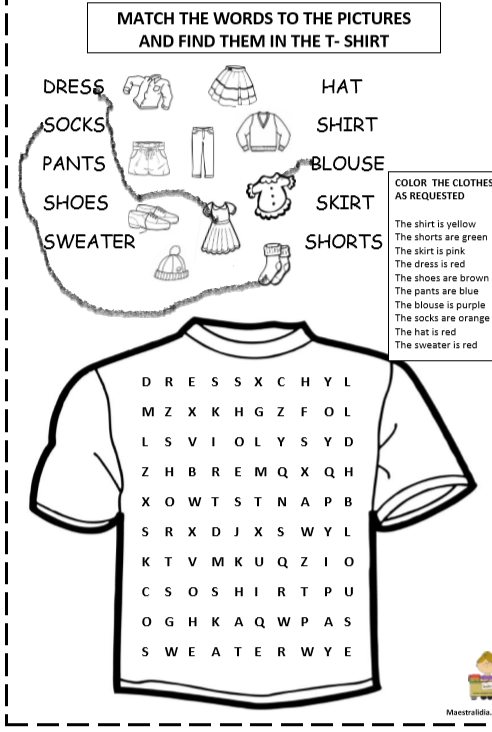 MATCH THE WORDS TO THE PICTURES
AND FIND THEM IN THE T- SHIRT
DRESS
SOCKS
PANTS
SHOES
SWEATER
HAT
SHIRT
BLOUSE
SKIRT
SHORTS
COLOR THE CLOTHES
AS REQUESTED
The shirt is yellow
The shorts are green
The skirt is pink
The dress is red
The shoes are brown
The pants are blue
The blouse is purple
The socks are orange
The hat is red
The sweater is red
D R E S S X C H Y L
M Z X K H G Z F O L
L S V I O L Y S Y D
Z H B R E M Q X Q H
X O W T S T N A P B
S R X D J X S W Y L
K T V M K U Q Z I O
C S O S H I R T P U
O G H K A Q W P A S
S W E A T E R W Y E
Maestralidia.